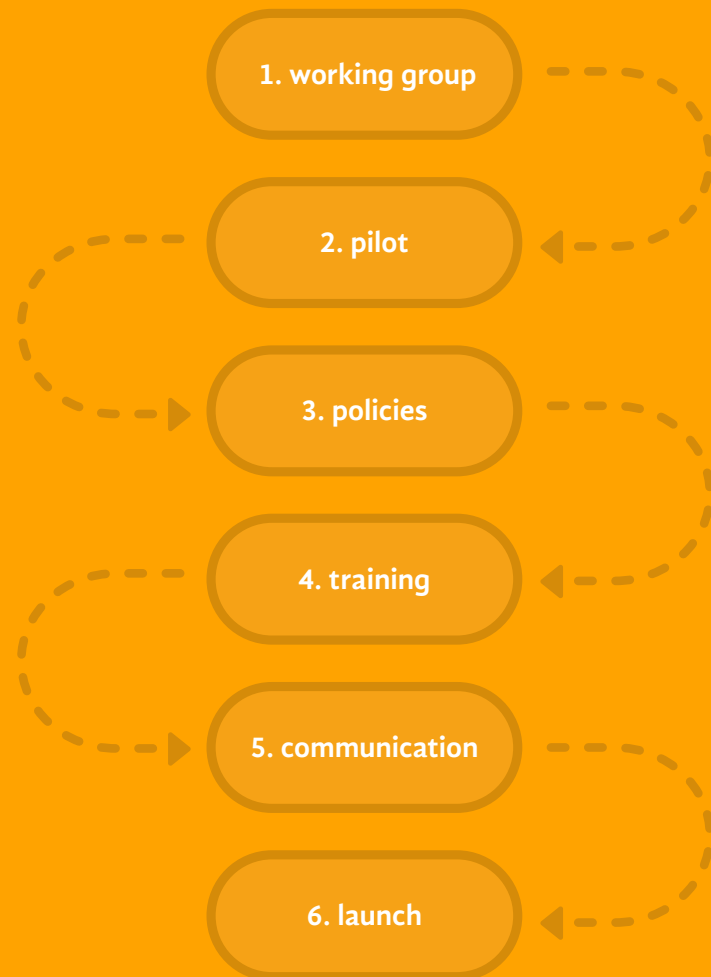 1. working group
2. pilot
3. policies
4. training
5. communication
6. launch